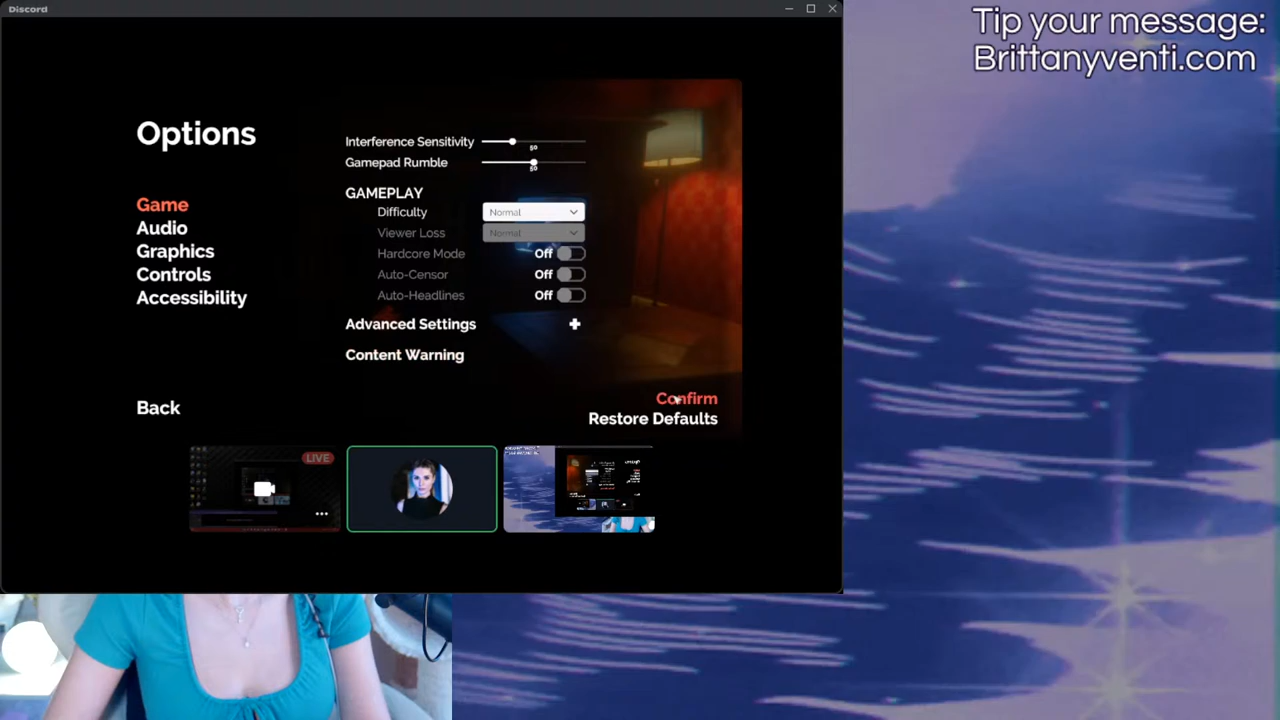 Discord
Tip your message:
Brittanyventi.com
Options
Game
Audio
Graphics
Controls
Accessibility
Back
Interference Sensitivity
50
Gamepad Rumble
50
GAMEPLAY
Difficulty Normal
Viewer Loss Normal
Hardcore Mode Off
Auto-Censor Off
Auto-Headlines Off
Advanced Settings
Content Warning
Confirm
Restore Defaults
LIVE